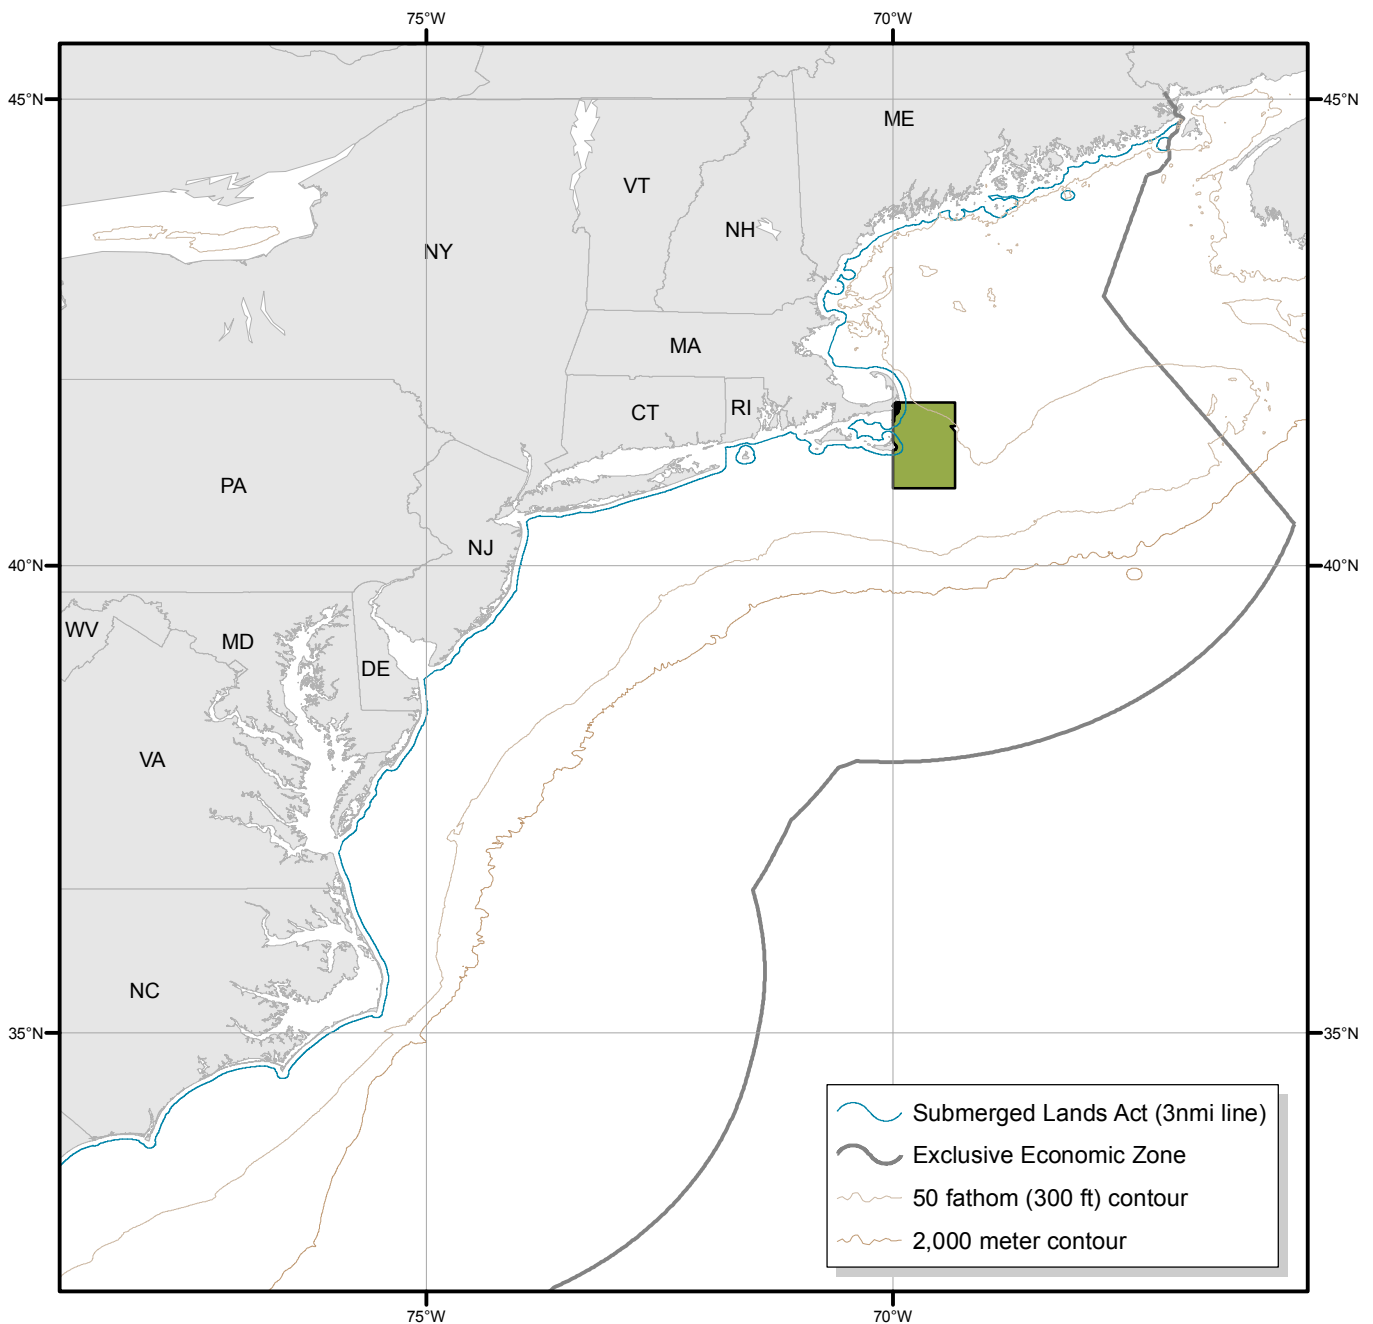 75°W
70°W
45°N
45°N
ME
VT
NH
NY
MA
RI
CT
PA
NJ
40°N
40°N
WV
MD
DE
VA
NC
35°N
35°N
Submerged Lands Act (3nmi line)
Exclusive Economic Zone
50 fathom (300 ft) contour
2,000 meter contour
75°W
70°W